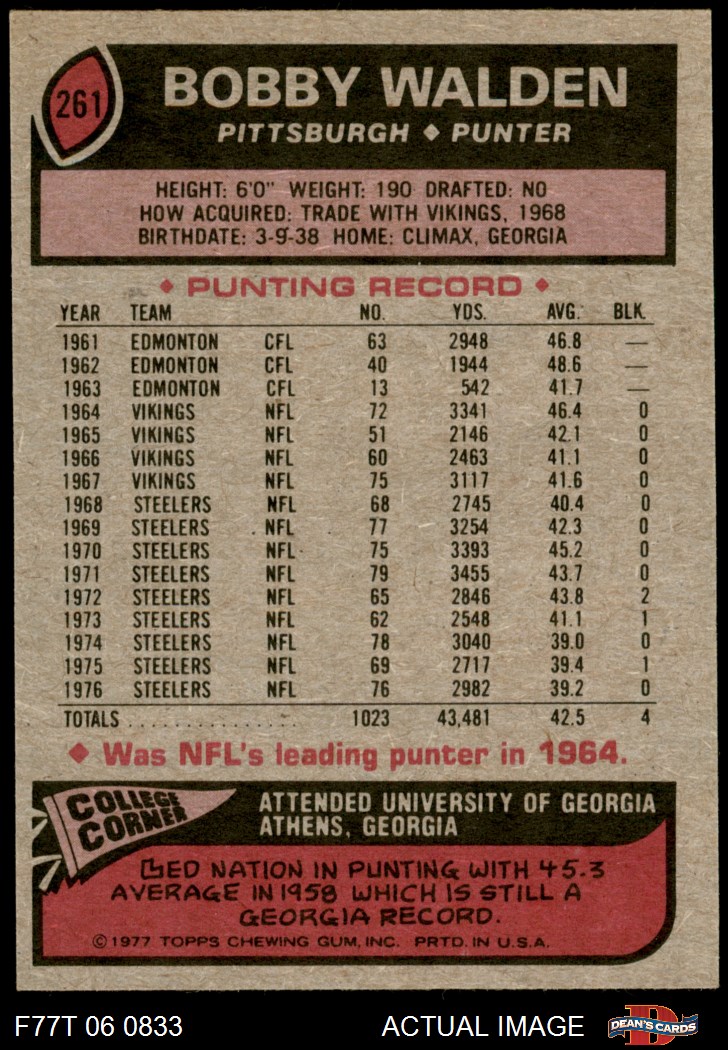 261
BOBBY WALDEN
PITTSBURGH ◆ PUNTER
HEIGHT: 6'0" WEIGHT: 190 DRAFTED: NO
HOW ACQUIRED: TRADE WITH VIKINGS, 1968
BIRTHDATE: 3-9-38 HOME: CLIMAX, GEORGIA
◆ PUNTING RECORD ◆
YEAR TEAM NO. YDS. AVG. BLK.
1961 EDMONTON CFL 63 2948 46.8 —
1962 EDMONTON CFL 40 1944 48.6 —
1963 EDMONTON CFL 13 542 41.7 —
1964 VIKINGS NFL 72 3341 46.4 0
1965 VIKINGS NFL 51 2146 42.1 0
1966 VIKINGS NFL 60 2463 41.1 0
1967 VIKINGS NFL 75 3117 41.6 0
1968 STEELERS NFL 68 2745 40.4 0
1969 STEELERS NFL 77 3254 42.3 0
1970 STEELERS NFL 75 3393 45.2 0
1971 STEELERS NFL 79 3455 43.7 0
1972 STEELERS NFL 65 2846 43.8 2
1973 STEELERS NFL 62 2548 41.1 1
1974 STEELERS NFL 78 3040 39.0 0
1975 STEELERS NFL 69 2717 39.4 1
1976 STEELERS NFL 76 2982 39.2 0
TOTALS . . . . . . . . . . . . . . . 1023 43,481 42.5 4
◆ Was NFL's leading punter in 1964.
COLLEGE
CORNER
ATTENDED UNIVERSITY OF GEORGIA
ATHENS, GEORGIA
LED NATION IN PUNTING WITH 45.3
AVERAGE IN 1958 WHICH IS STILL A
GEORGIA RECORD.
© 1977 TOPPS CHEWING GUM, INC. PRTD. IN U.S.A.
F77T 06 0833 ACTUAL IMAGE
D
DEAN'S CARDS